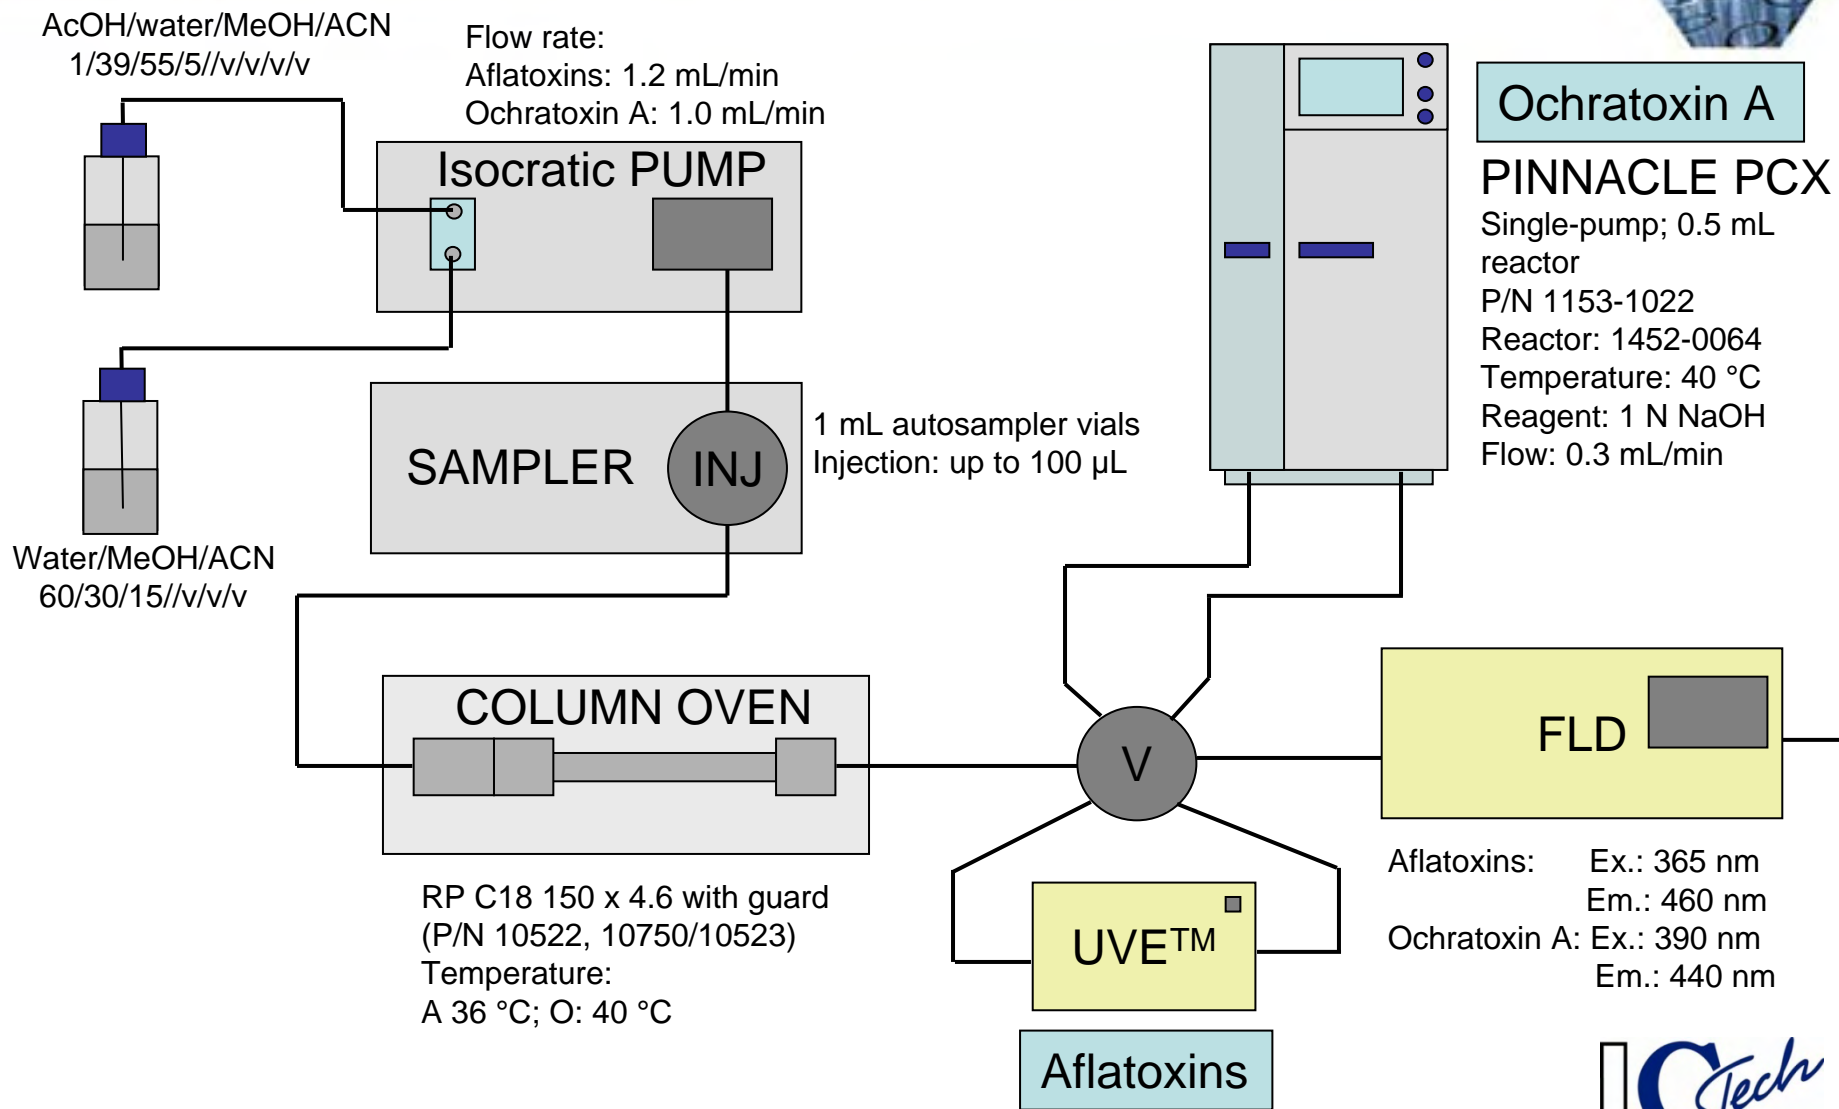 AcOH/water/MeOH/ACN
1/39/55/5//v/v/v/v
Flow rate:
Aflatoxins: 1.2 mL/min
Ochratoxin A: 1.0 mL/min
Isocratic PUMP
Ochratoxin A
PINNACLE PCX
Single-pump; 0.5 mL
reactor
P/N 1153-1022
Reactor: 1452-0064
Temperature: 40 °C
Reagent: 1 N NaOH
Flow: 0.3 mL/min
SAMPLER
INJ
1 mL autosampler vials
Injection: up to 100 µL
Water/MeOH/ACN
60/30/15//v/v/v
COLUMN OVEN
V
FLD
RP C18 150 x 4.6 with guard
(P/N 10522, 10750/10523)
Temperature:
A 36 °C; O: 40 °C
UVE™
Aflatoxins
Aflatoxins: Ex.: 365 nm
Em.: 460 nm
Ochratoxin A: Ex.: 390 nm
Em.: 440 nm
LCTech